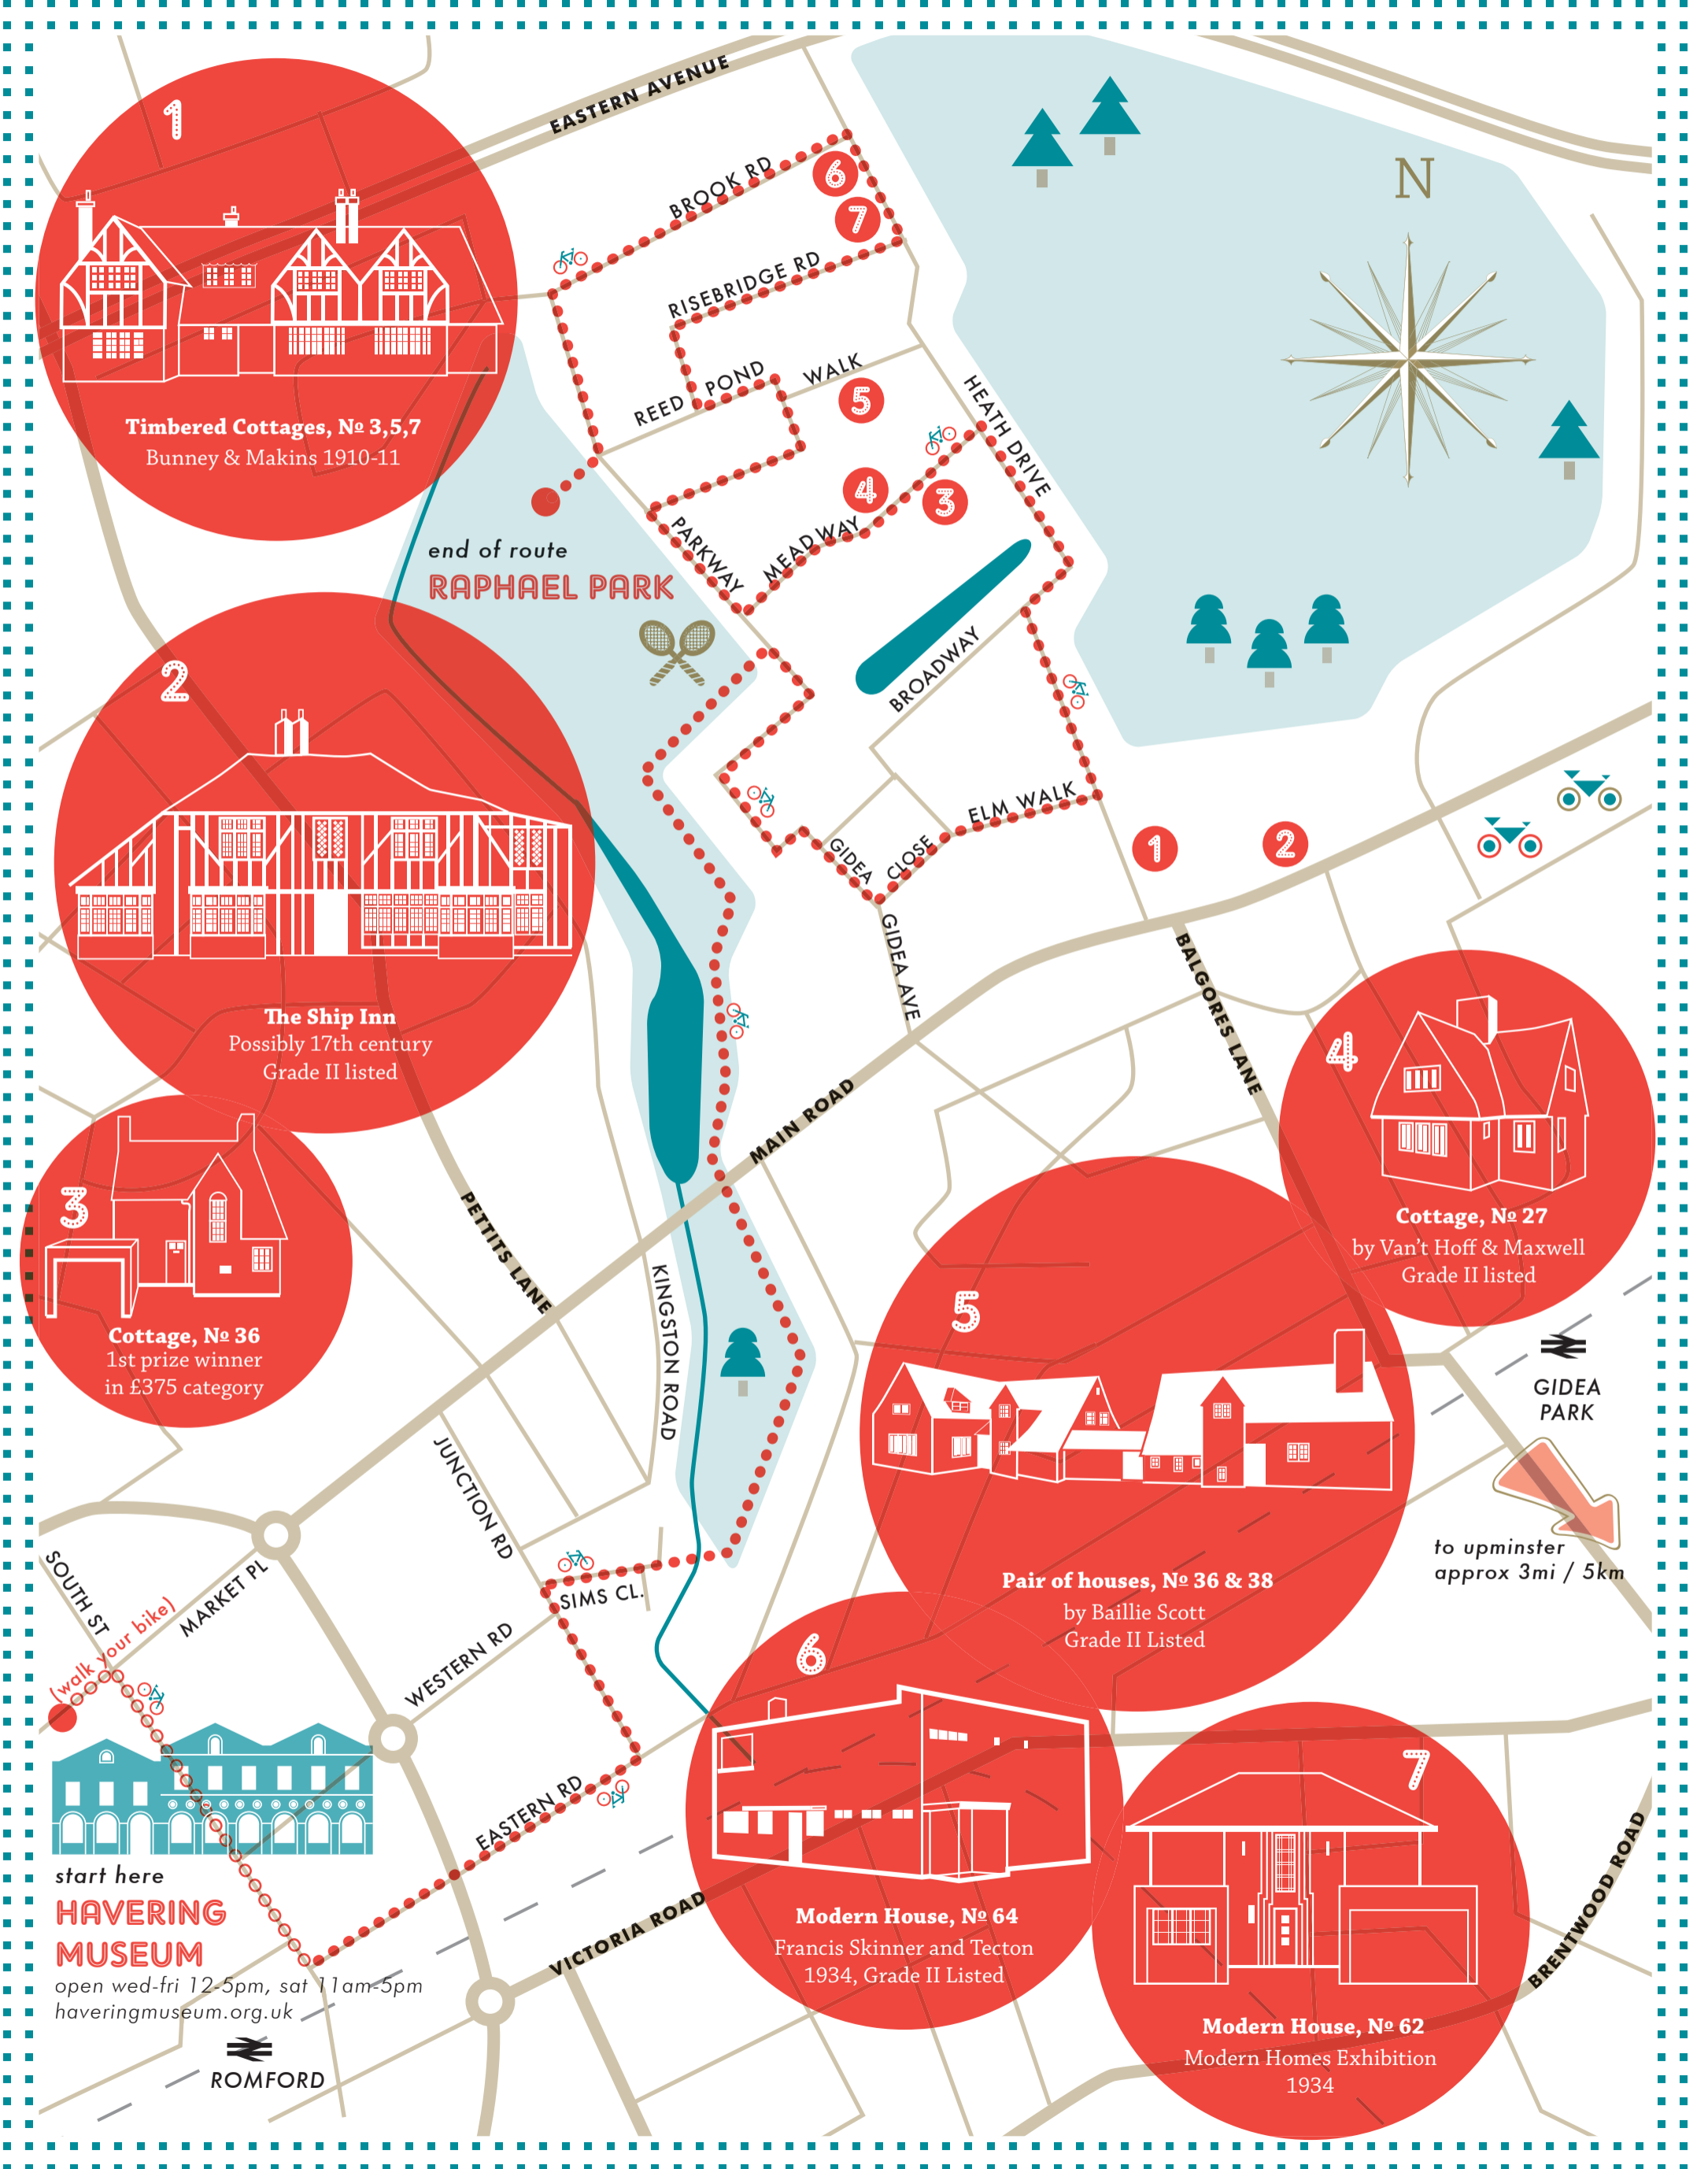 EASTERN AVENUE
1
Timbered Cottages, № 3,5,7
Bunney & Makins 1910-11
BROOK RD
6
7
RISEBRIDGE RD
REED POND WALK
5
N
HEATH DRIVE
4
3
MEADWAY
PARKWAY
end of route
RAPHAEL PARK
BROADWAY
2
The Ship Inn
Possibly 17th century
Grade II listed
ELM WALK
GIDEA CLOSE
GIDEA AVE
1
2
BALGORES LANE
MAIN ROAD
3
Cottage, № 36
1st prize winner
in £375 category
4
Cottage, № 27
by Van't Hoff & Maxwell
Grade II listed
PETTITS LANE
KINGSTON ROAD
5
Pair of houses, № 36 & 38
by Baillie Scott
Grade II Listed
GIDEA
PARK
to upminster
approx 3mi / 5km
JUNCTION RD
SOUTH ST
MARKET PL
(walk your bike)
SIMS CL.
WESTERN RD
EASTERN RD
start here
HAVERING
MUSEUM
open wed-fri 12-5pm, sat 11am-5pm
haveringmuseum.org.uk
ROMFORD
VICTORIA ROAD
6
Modern House, № 64
Francis Skinner and Tecton
1934, Grade II Listed
7
Modern House, № 62
Modern Homes Exhibition
1934
BRENTWOOD ROAD